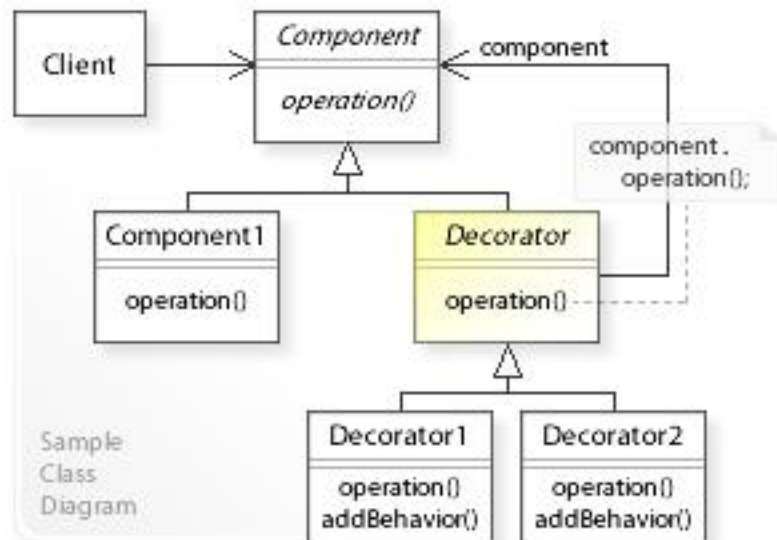 Component
Client
component
operation()
component.
operation();
Component1
Decorator
operation()
operation()
Decorator1
Decorator2
operation()
addBehavior()
operation()
addBehavior()
Sample
Class
Diagram